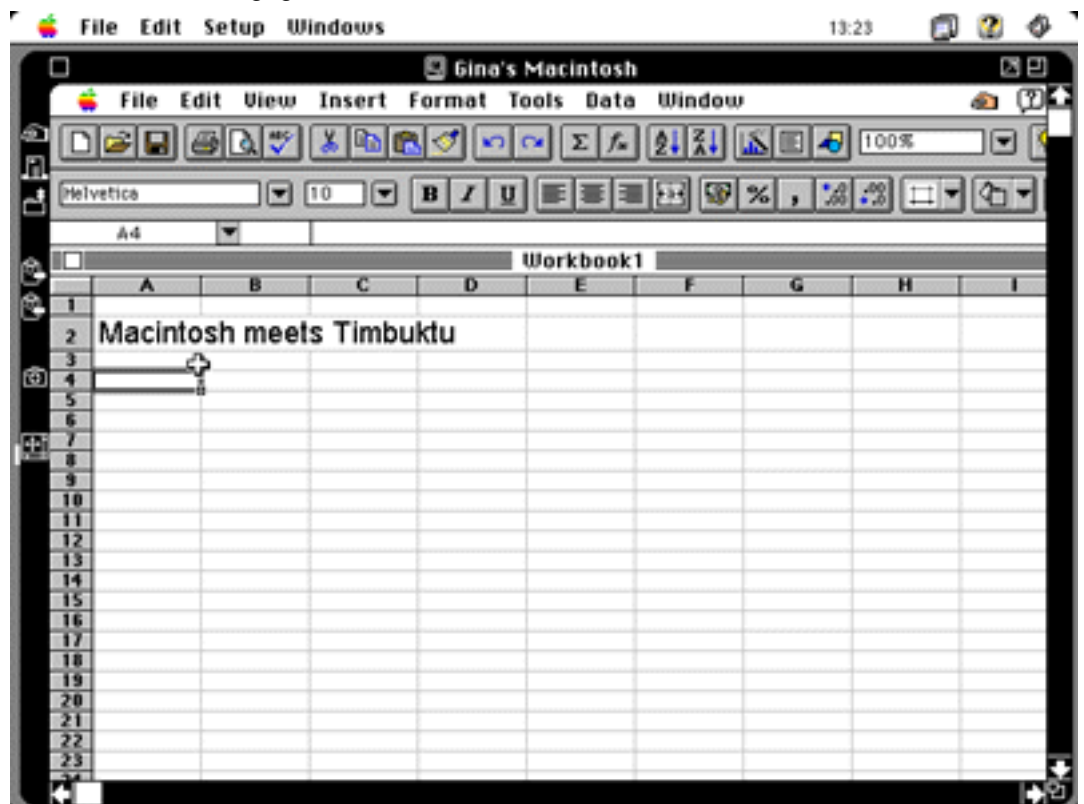 File Edit Setup Windows 13:23
Gina's Macintosh
File Edit View Insert Format Tools Data Window
100%
Helvetica 10 B I U % ,
A4
Workbook1
A B C D E F G H I
1
2 Macintosh meets Timbuktu
3
4
5
6
7
8
9
10
11
12
13
14
15
16
17
18
19
20
21
22
23